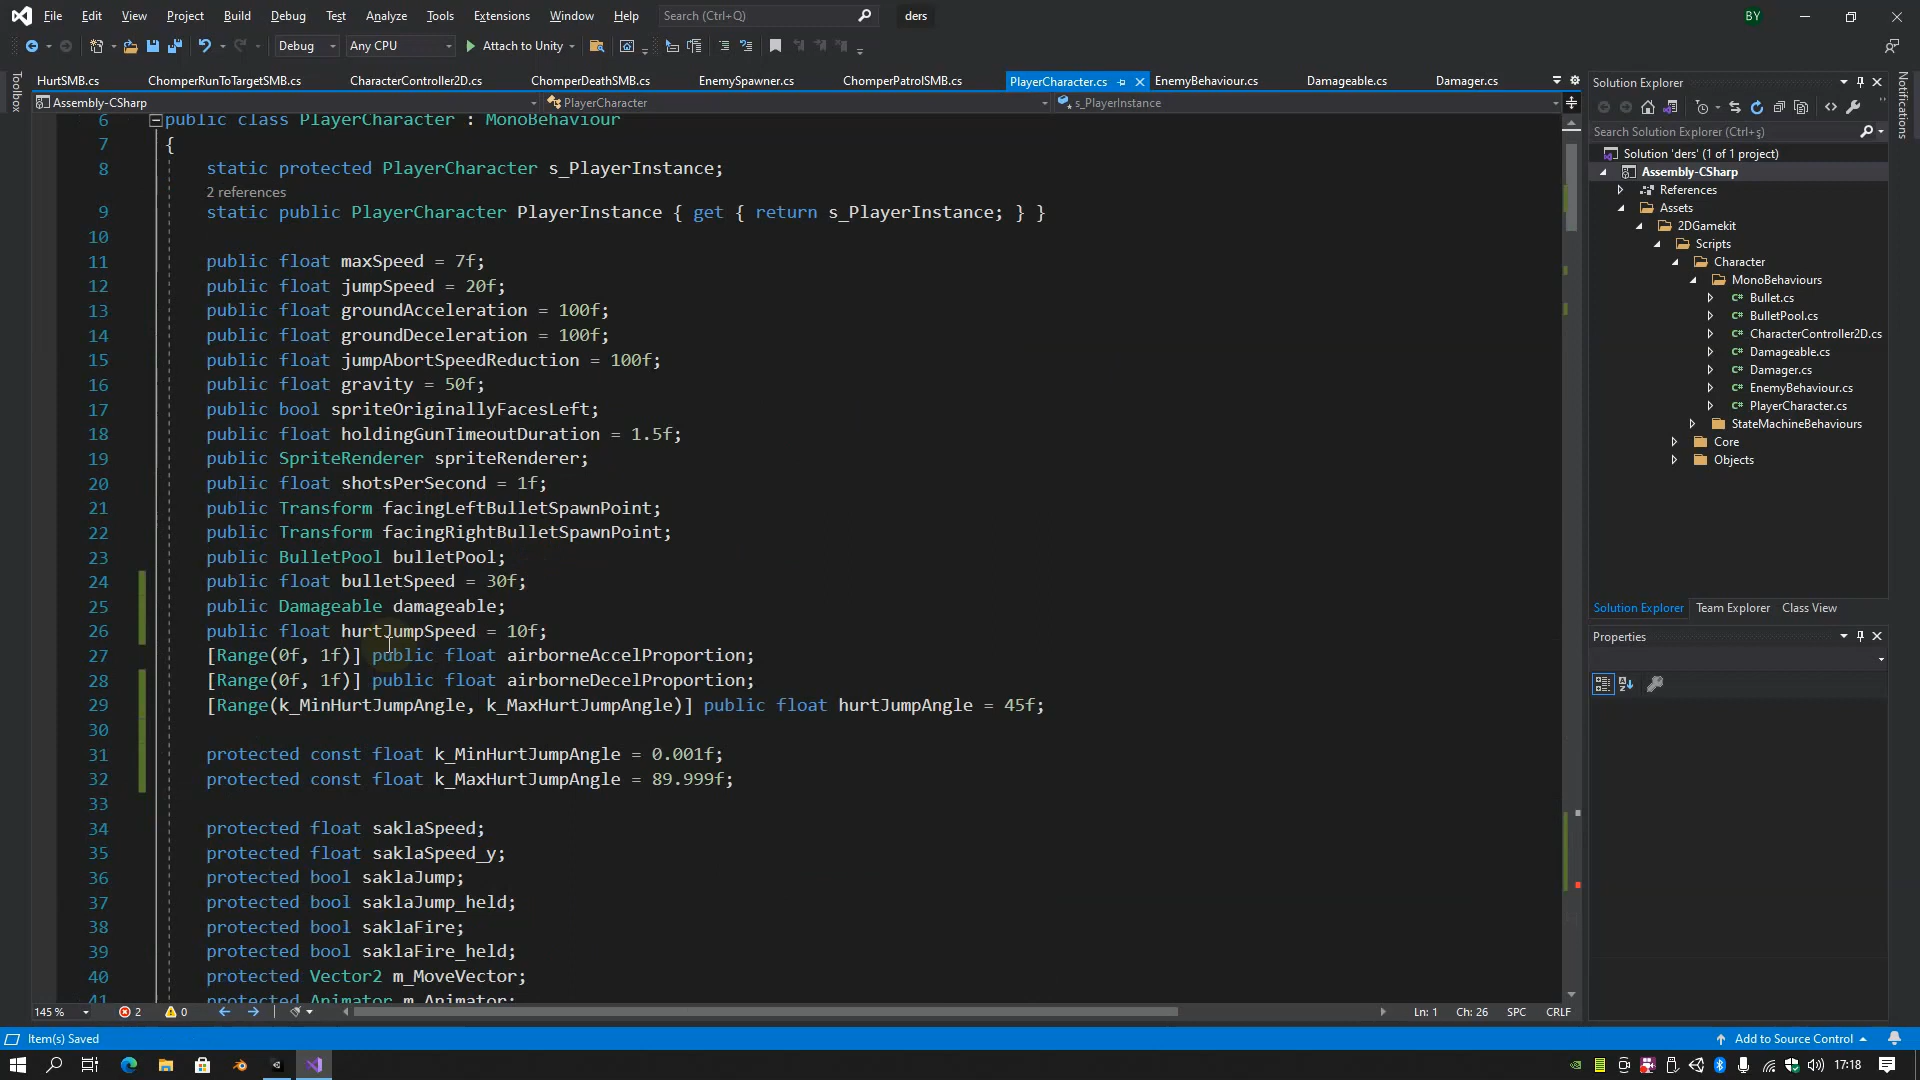 File Edit View Project Build Debug Test Analyze Tools Extensions Window Help Search (Ctrl+Q) ders BY
Debug Any CPU Attach to Unity
Toolbox
HurtSMB.cs ChomperRunToTargetSMB.cs CharacterController2D.cs ChomperDeathSMB.cs EnemySpawner.cs ChomperPatrolSMB.cs PlayerCharacter.cs EnemyBehaviour.cs Damageable.cs Damager.cs
Assembly-CSharp PlayerCharacter s_PlayerInstance
6 public class PlayerCharacter : MonoBehaviour
7 {
8 static protected PlayerCharacter s_PlayerInstance;
2 references
9 static public PlayerCharacter PlayerInstance { get { return s_PlayerInstance; } }
10
11 public float maxSpeed = 7f;
12 public float jumpSpeed = 20f;
13 public float groundAcceleration = 100f;
14 public float groundDeceleration = 100f;
15 public float jumpAbortSpeedReduction = 100f;
16 public float gravity = 50f;
17 public bool spriteOriginallyFacesLeft;
18 public float holdingGunTimeoutDuration = 1.5f;
19 public SpriteRenderer spriteRenderer;
20 public float shotsPerSecond = 1f;
21 public Transform facingLeftBulletSpawnPoint;
22 public Transform facingRightBulletSpawnPoint;
23 public BulletPool bulletPool;
24 public float bulletSpeed = 30f;
25 public Damageable damageable;
26 public float hurtJumpSpeed = 10f;
27 [Range(0f, 1f)] public float airborneAccelProportion;
28 [Range(0f, 1f)] public float airborneDecelProportion;
29 [Range(k_MinHurtJumpAngle, k_MaxHurtJumpAngle)] public float hurtJumpAngle = 45f;
30
31 protected const float k_MinHurtJumpAngle = 0.001f;
32 protected const float k_MaxHurtJumpAngle = 89.999f;
33
34 protected float saklaSpeed;
35 protected float saklaSpeed_y;
36 protected bool saklaJump;
37 protected bool saklaJump_held;
38 protected bool saklaFire;
39 protected bool saklaFire_held;
40 protected Vector2 m_MoveVector;
41 protected Animator m_Animator;
145 % 2 0 Ln: 1 Ch: 26 SPC CRLF
Solution Explorer
Search Solution Explorer (Ctrl+ş)
Solution 'ders' (1 of 1 project)
Assembly-CSharp
References
Assets
2DGamekit
Scripts
Character
MonoBehaviours
C# Bullet.cs
C# BulletPool.cs
C# CharacterController2D.cs
C# Damageable.cs
C# Damager.cs
C# EnemyBehaviour.cs
C# PlayerCharacter.cs
StateMachineBehaviours
Core
Objects
Solution Explorer Team Explorer Class View
Properties
Notifications
Item(s) Saved Add to Source Control
17:18